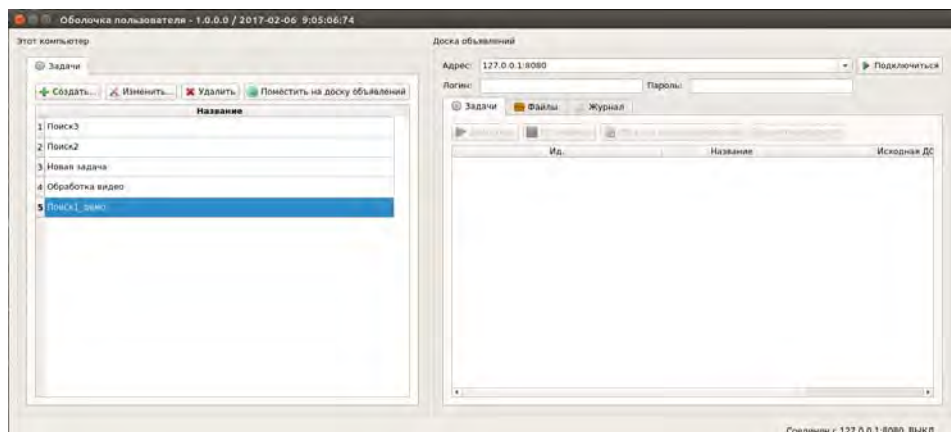 Оболочка пользователя - 1.0.0.0 / 2017-02-06 9:05:06:74
Этот компьютер
Задачи
Создать... Изменить... Удалить Поместить на доску объявлений
Название
1 Поиск3
2 Поиск2
3 Новая задача
4 Обработка видео
5 Поиск1_демо
Доска объявлений
Адрес: 127.0.0.1:8080 Подключиться
Логин: Пароль:
Задачи Файлы Журнал
Ид. Название Исходная ДО
Соединен с 127.0.0.1:8080 ВЫКЛ